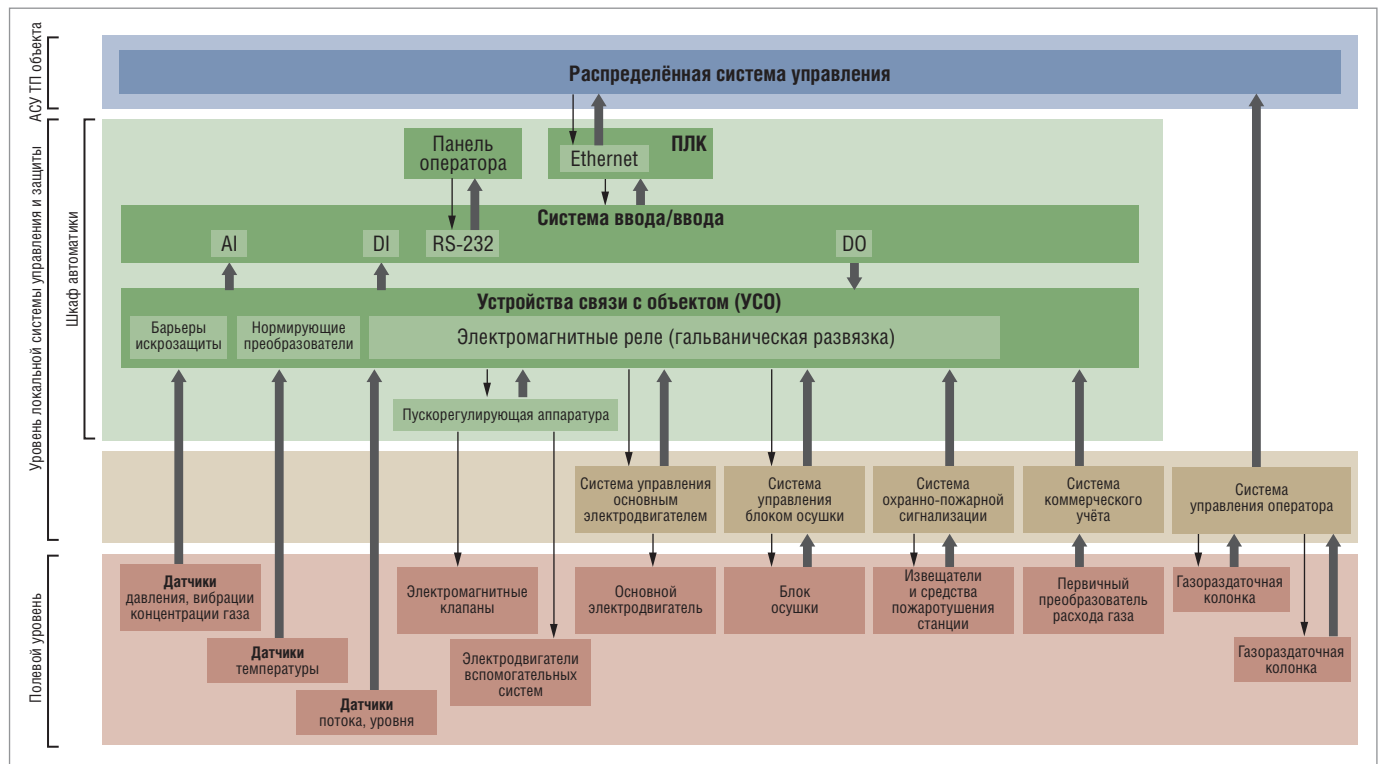 АСУ ТП объекта
Распределённая система управления
Уровень локальной системы управления и защиты
Шкаф автоматики
Панель
оператора
ПЛК
Ethernet
Система ввода/ввода
AI
DI
RS-232
DO
Устройства связи с объектом (УСО)
Барьеры
искрозащиты
Нормирующие
преобразователи
Электромагнитные реле (гальваническая развязка)
Пускорегулирующая аппаратура
Система управления
основным
электродвигателем
Система
управления
блоком осушки
Система
охранно-пожарной
сигнализации
Система
коммерческого
учёта
Система
управления оператора
Полевой уровень
Датчики
давления, вибрации
концентрации газа
Датчики
температуры
Датчики
потока, уровня
Электромагнитные
клапаны
Электродвигатели
вспомогательных
систем
Основной
электродвигатель
Блок
осушки
Извещатели
и средства
пожаротушения
станции
Первичный
преобразователь
расхода газа
Газораздаточная
колонка
Газораздаточная
колонка